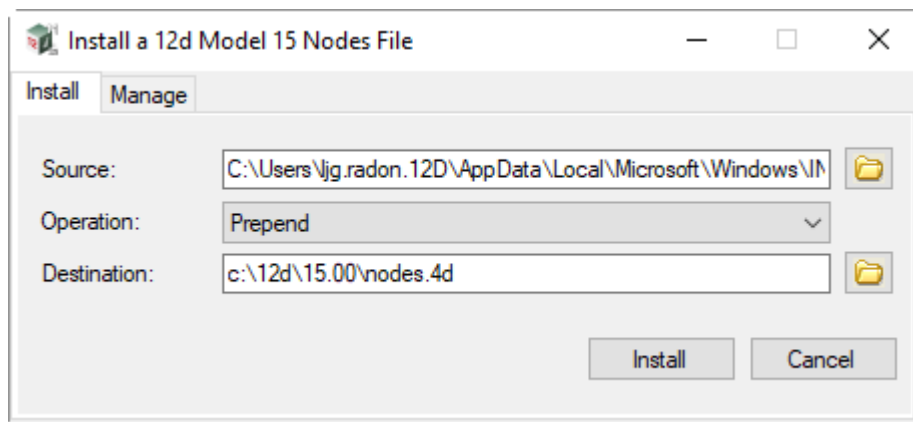 Install a 12d Model 15 Nodes File
Install Manage
Source: C:\Users\ljg.radon.12D\AppData\Local\Microsoft\Windows\IN
Operation: Prepend
Destination: c:\12d\15.00\nodes.4d
Install Cancel